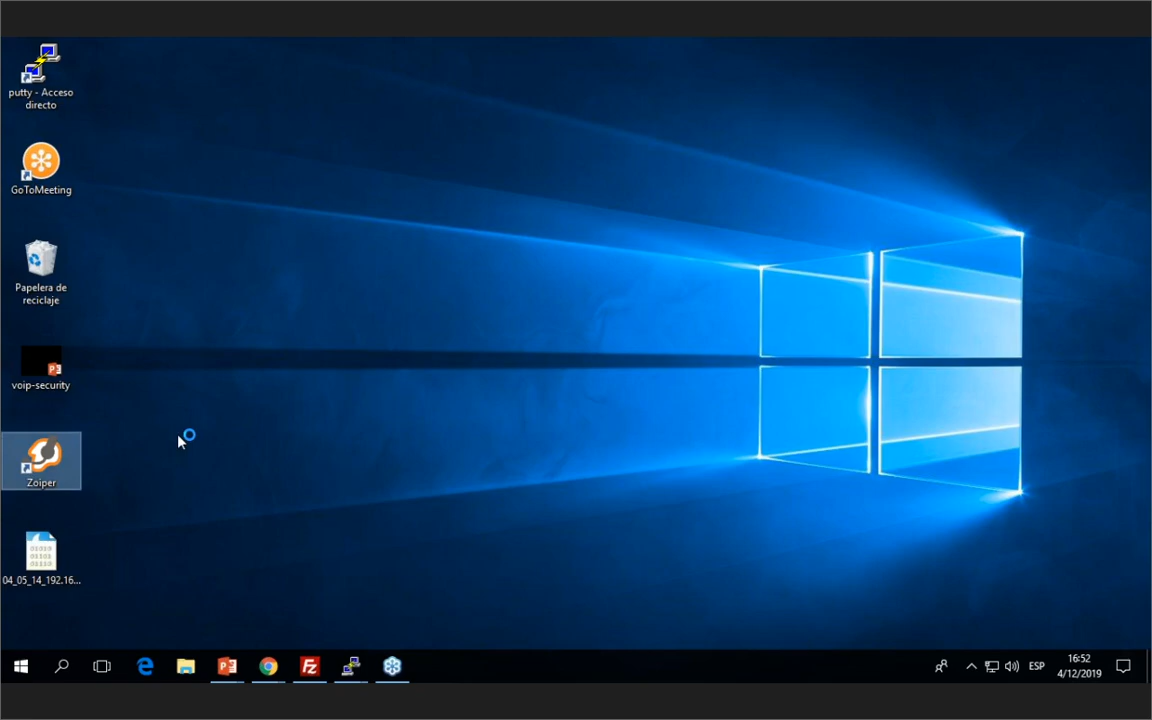 putty - Acceso
directo
GoToMeeting
Papelera de
reciclaje
voip-security
Zoiper
04_05_14_192.16...
ESP
16:52
4/12/2019